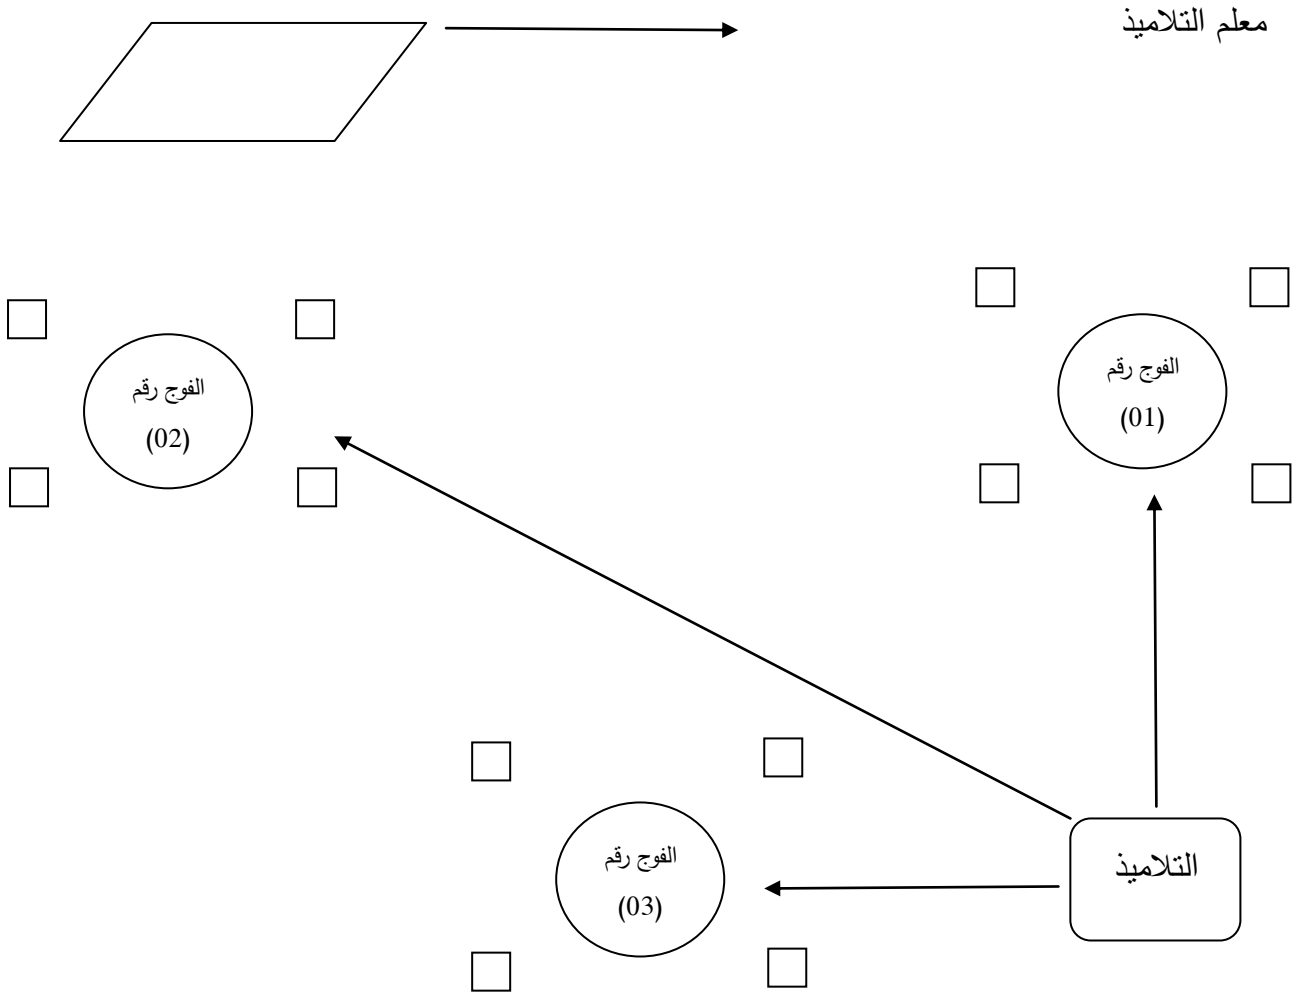 معلم التلاميذ
الفوج رقم
(01)
الفوج رقم
(02)
الفوج رقم
(03)
التلاميذ